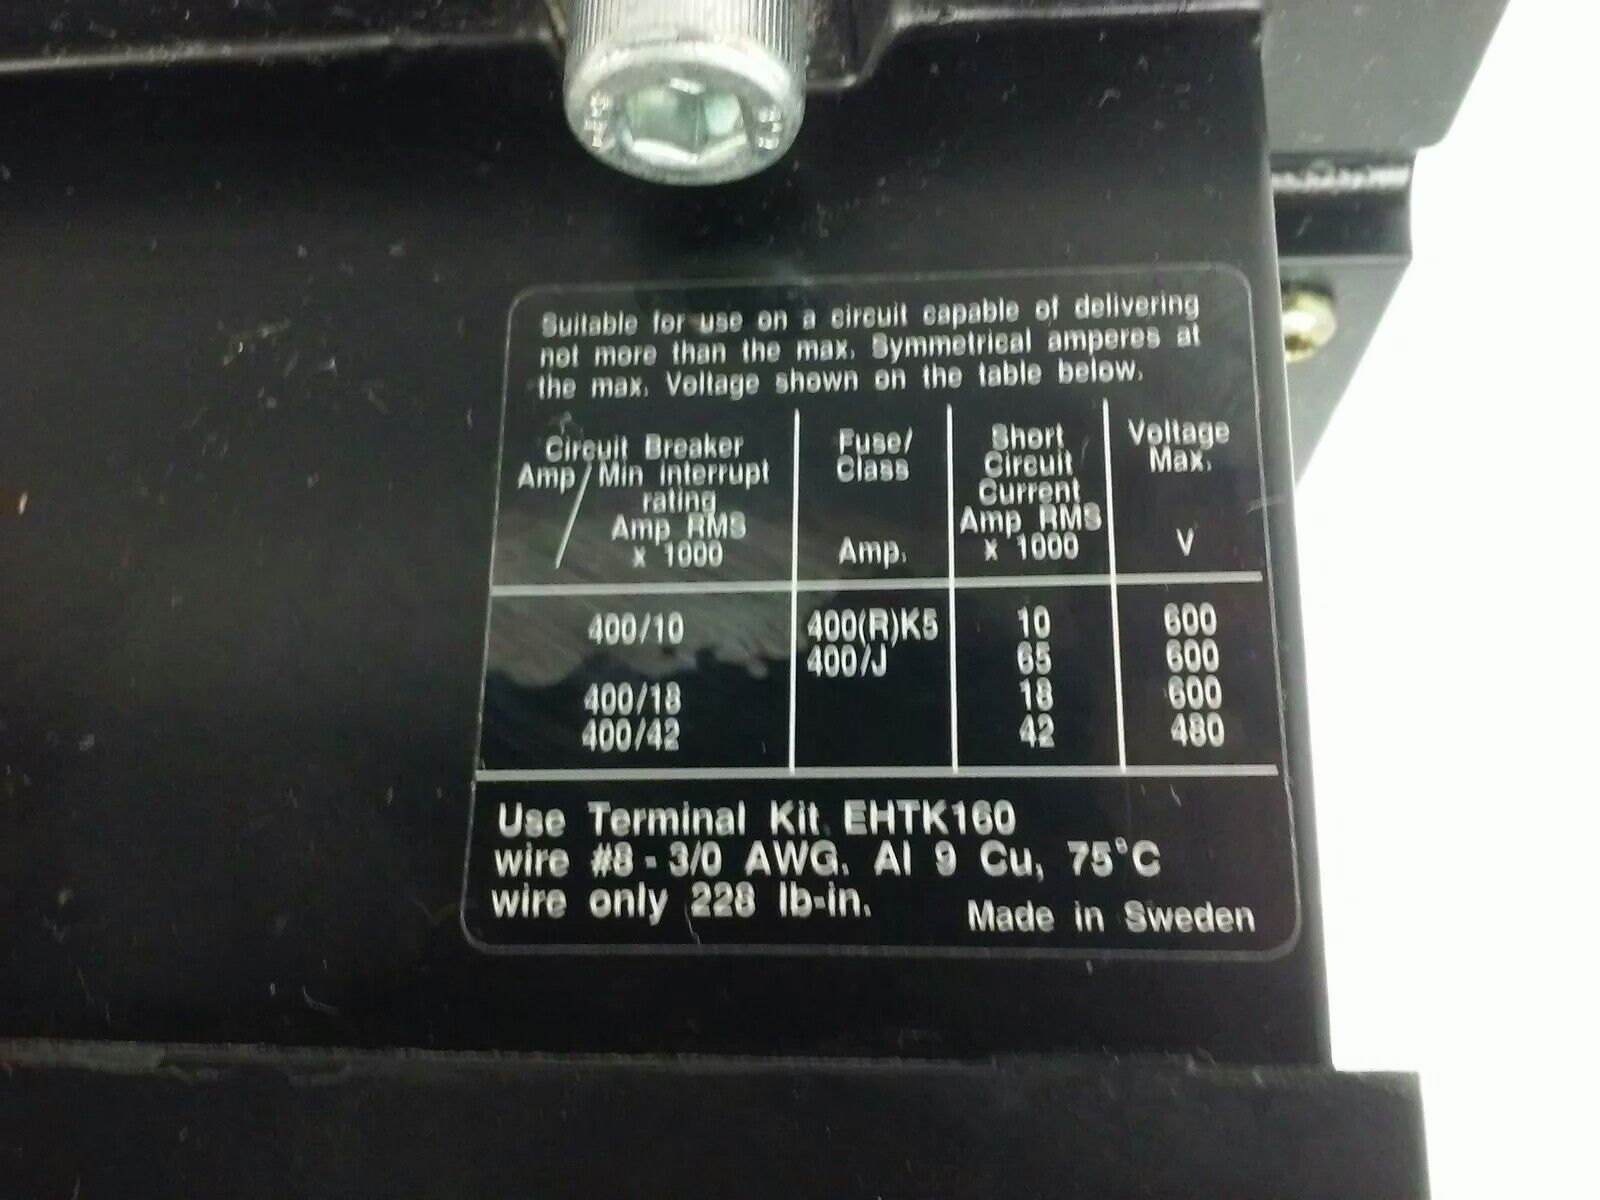 Suitable for use on a circuit capable of delivering
not more than the max. Symmetrical amperes at
the max. Voltage shown on the table below.
Circuit Breaker Fuse/ Short Voltage
Amp / Min interrupt Class Circuit Max.
rating Current
Amp RMS Amp RMS
x 1000 Amp. x 1000 V
400/10 400(R)K5 10 600
400/J 65 600
400/18 18 600
400/42 42 480
Use Terminal Kit. EHTK160
wire #8 - 3/0 AWG. Al 9 Cu, 75°C
wire only 228 lb-in.
Made in Sweden